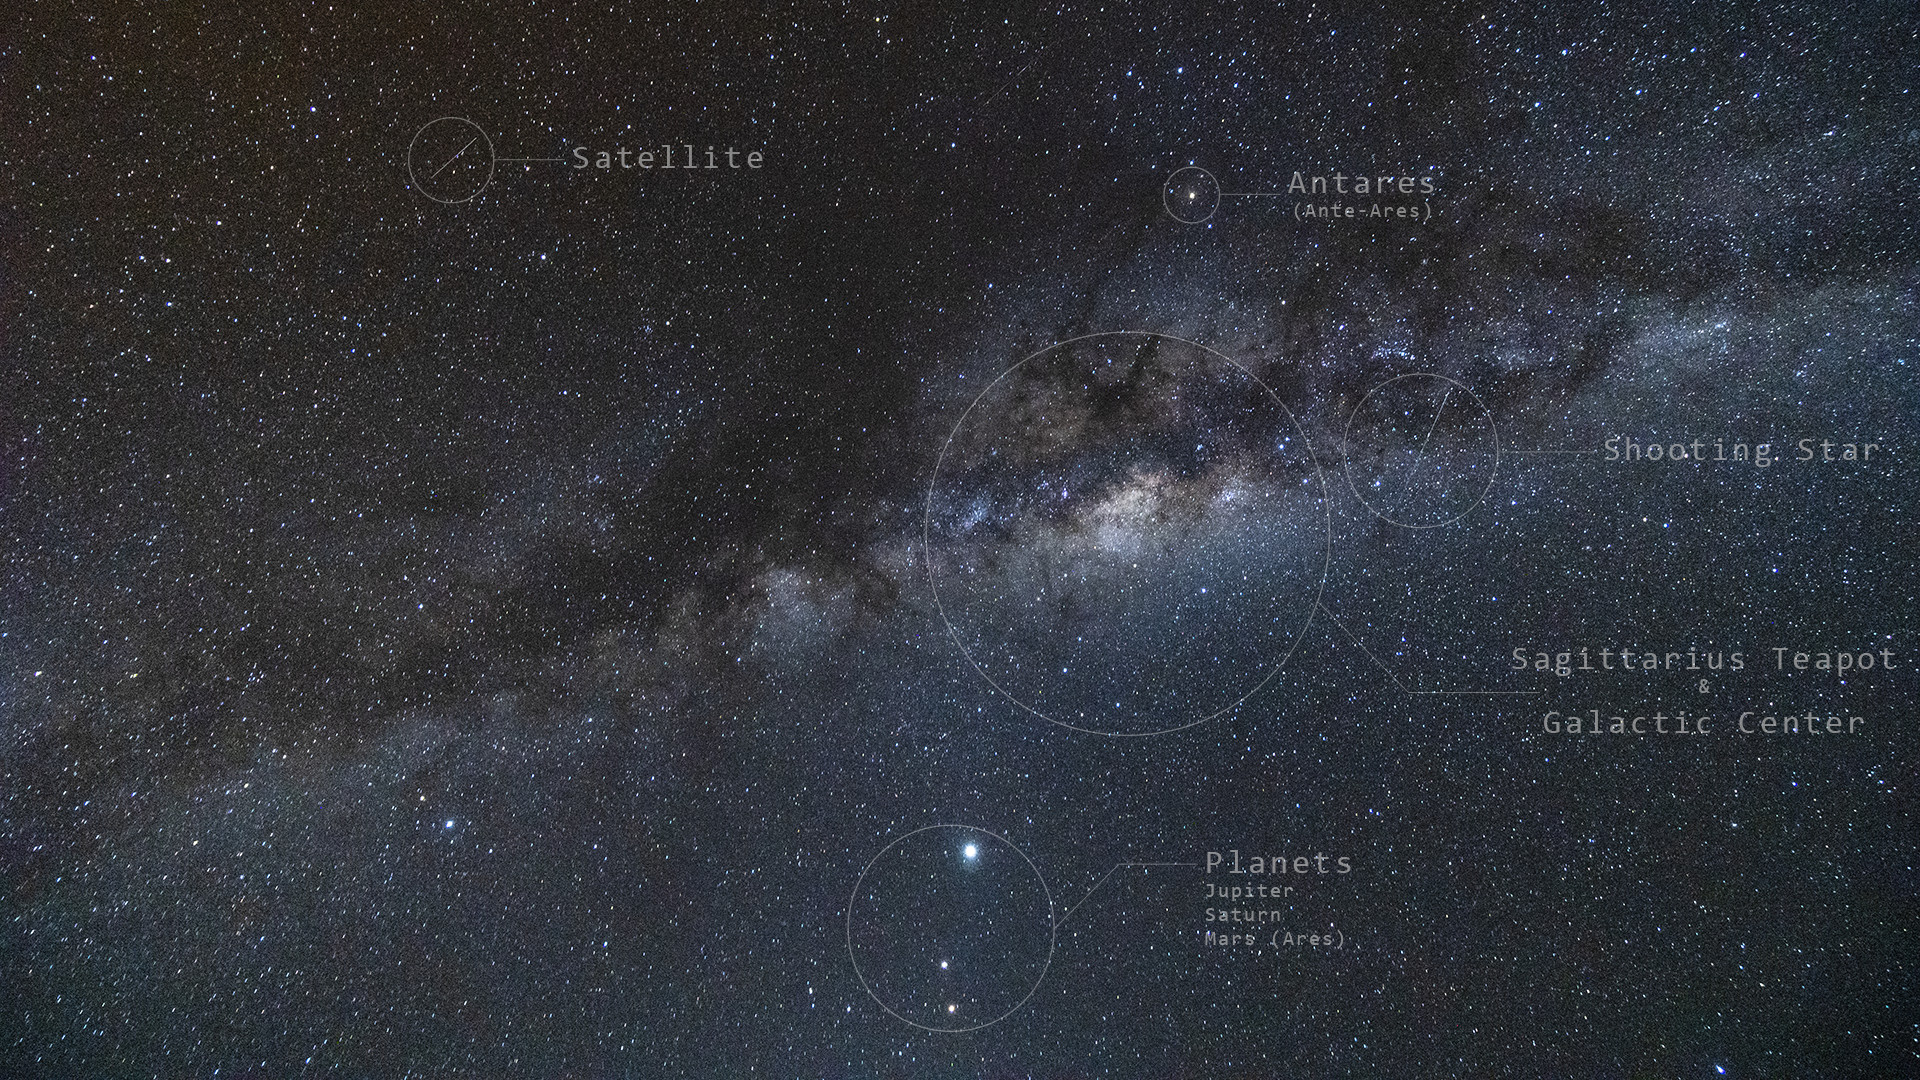 Satellite
Antares
(Ante-Ares)
Shooting Star
Sagittarius Teapot
&
Galactic Center
Planets
Jupiter
Saturn
Mars (Ares)